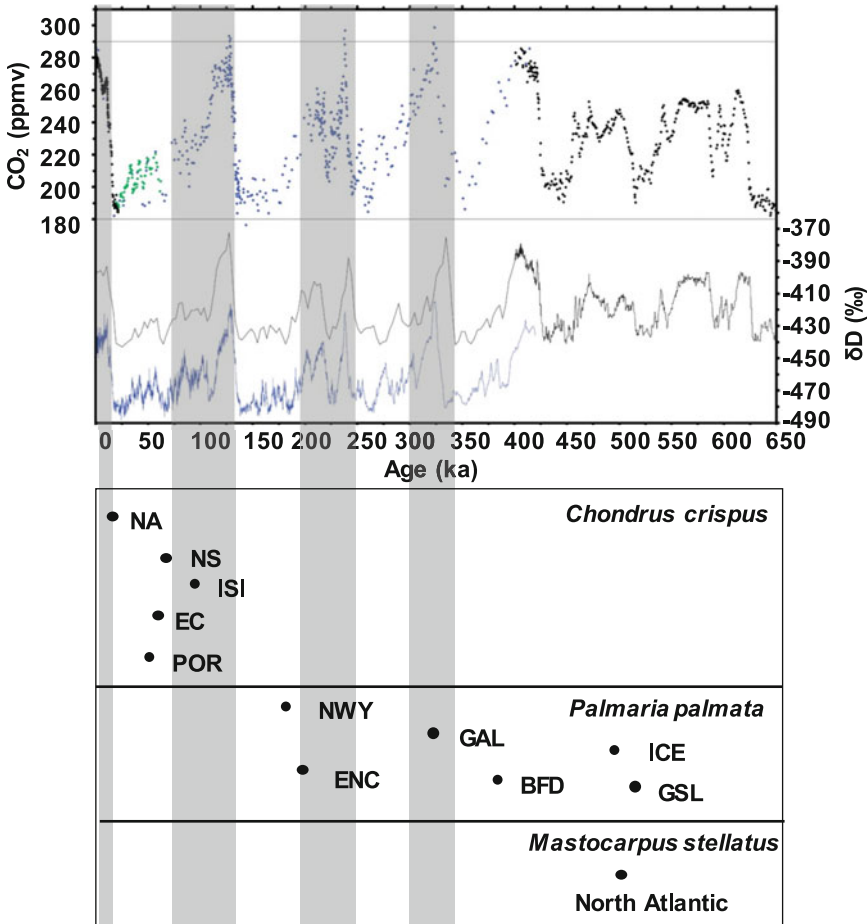 300
280
260
240
220
200
180
CO₂ (ppmv)
-370
-390
-410
-430
-450
-470
-490
δD (‰)
0 50 100 150 200 250 300 350 400 450 500 550 600 650
Age (ka)
Chondrus crispus
NA
NS
ISI
EC
POR
Palmaria palmata
NWY
GAL
ICE
ENC
BFD
GSL
Mastocarpus stellatus
North Atlantic